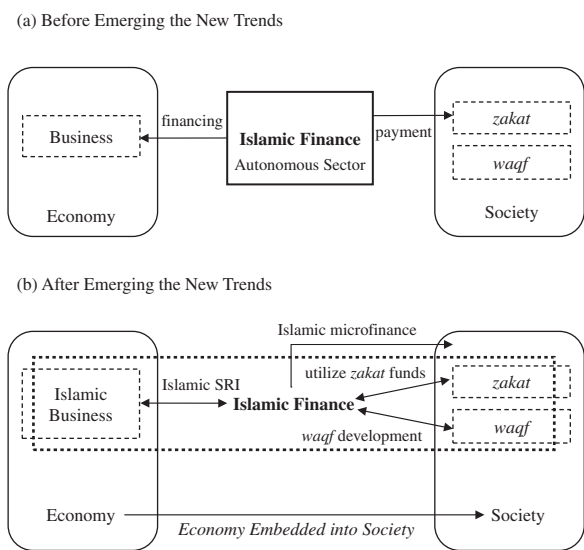 (a) Before Emerging the New Trends
financing
Business
Islamic Finance
Autonomous Sector
payment
zakat
waqf
Economy
Society
(b) After Emerging the New Trends
Islamic microfinance
Islamic
Business
Islamic SRI
utilize zakat funds
Islamic Finance
zakat
waqf
waqf development
Economy
Society
Economy Embedded into Society